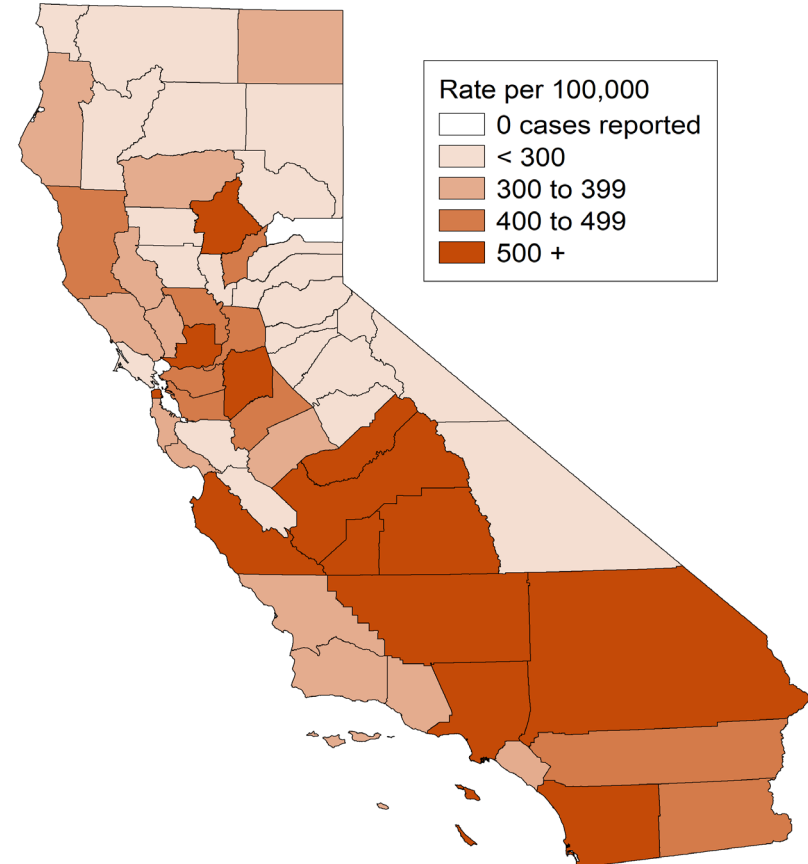 Rate per 100,000
0 cases reported
< 300
300 to 399
400 to 499
500 +